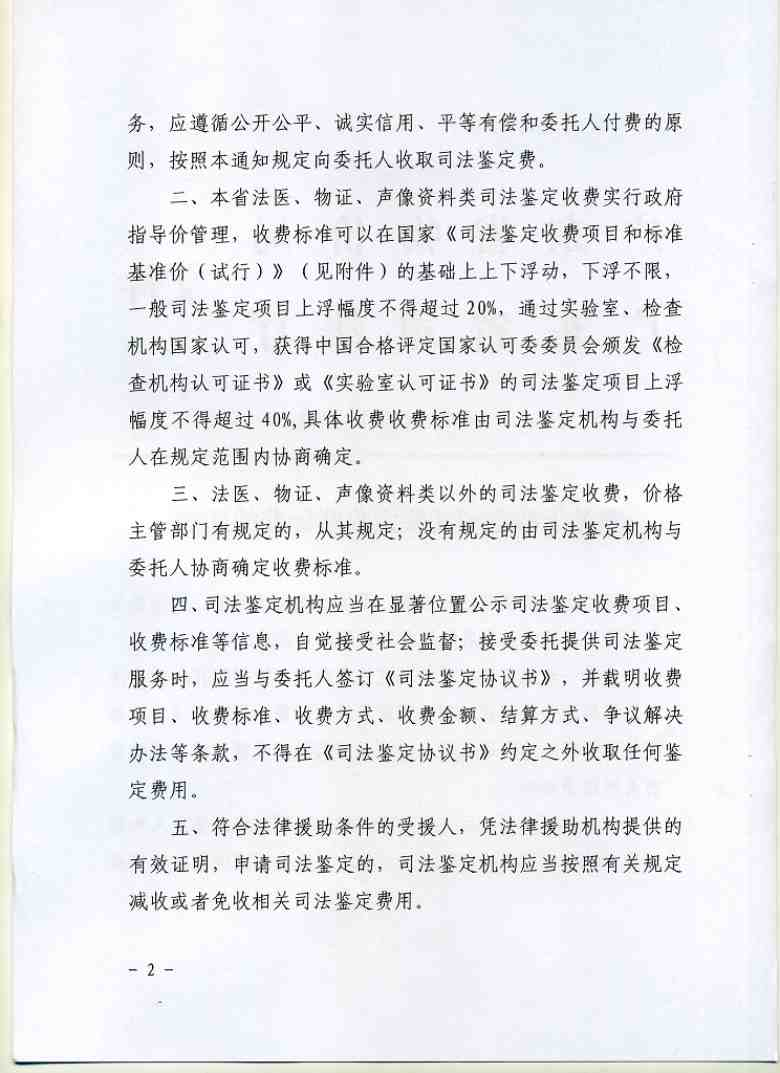 务，应遵循公开公平、诚实信用、平等有偿和委托人付费的原
则，按照本通知规定向委托人收取司法鉴定费。
二、本省法医、物证、声像资料类司法鉴定收费实行政府
指导价管理，收费标准可以在国家《司法鉴定收费项目和标准
基准价（试行）》（见附件）的基础上上下浮动，下浮不限，
一般司法鉴定项目上浮幅度不得超过 20%，通过实验室、检查
机构国家认可，获得中国合格评定国家认可委委员会颁发《检
查机构认可证书》或《实验室认可证书》的司法鉴定项目上浮
幅度不得超过 40%,具体收费收费标准由司法鉴定机构与委托
人在规定范围内协商确定。
三、法医、物证、声像资料类以外的司法鉴定收费，价格
主管部门有规定的，从其规定；没有规定的由司法鉴定机构与
委托人协商确定收费标准。
四、司法鉴定机构应当在显著位置公示司法鉴定收费项目、
收费标准等信息，自觉接受社会监督；接受委托提供司法鉴定
服务时，应当与委托人签订《司法鉴定协议书》，并载明收费
项目、收费标准、收费方式、收费金额、结算方式、争议解决
办法等条款，不得在《司法鉴定协议书》约定之外收取任何鉴
定费用。
五、符合法律援助条件的受援人，凭法律援助机构提供的
有效证明，申请司法鉴定的，司法鉴定机构应当按照有关规定
减收或者免收相关司法鉴定费用。
- 2 -